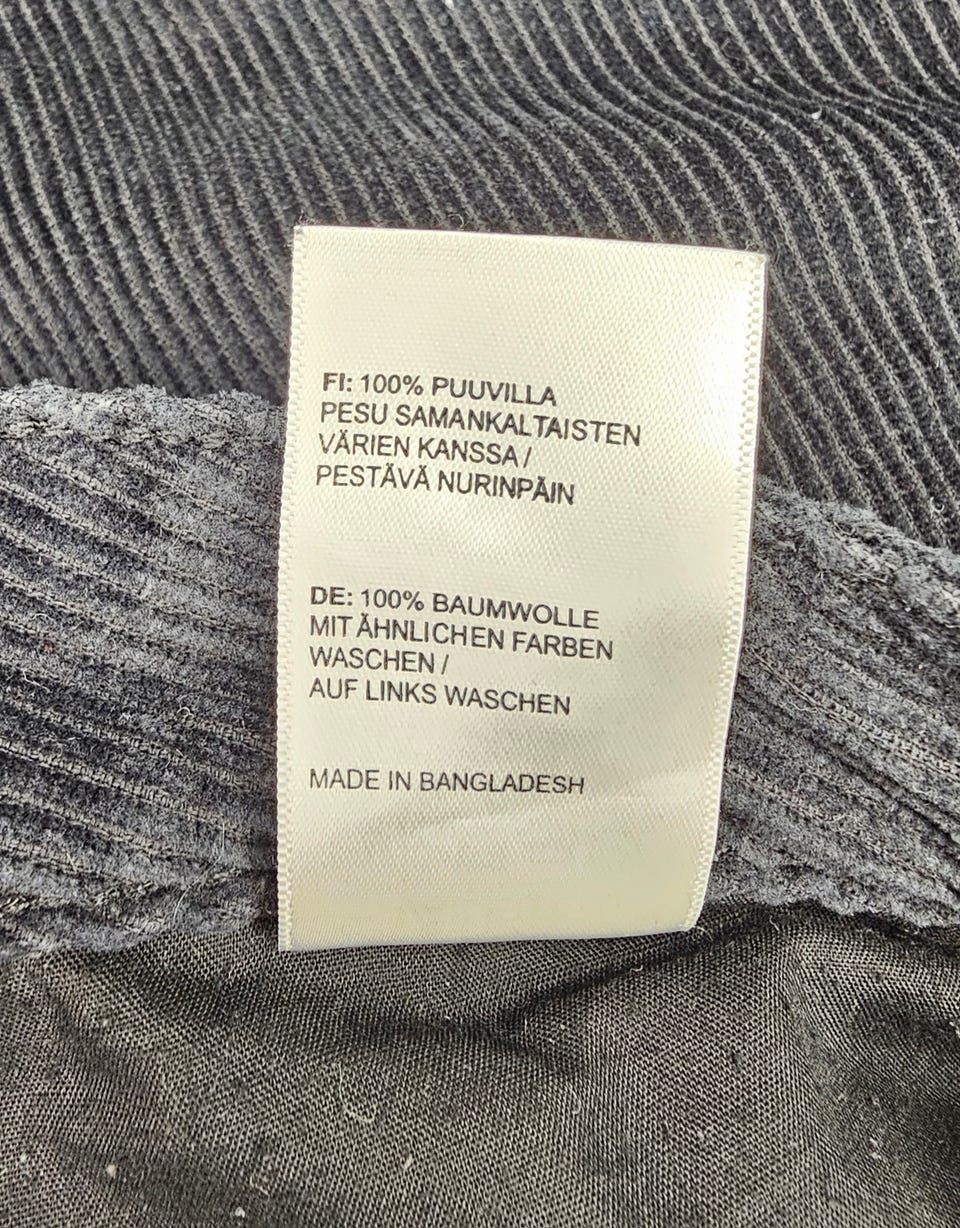 FI: 100% PUUVILLA
PESU SAMANKALTAISTEN
VÄRIEN KANSSA /
PESTÄVÄ NURINPÄIN
DE: 100% BAUMWOLLE
MIT ÄHNLICHEN FARBEN
WASCHEN /
AUF LINKS WASCHEN
MADE IN BANGLADESH